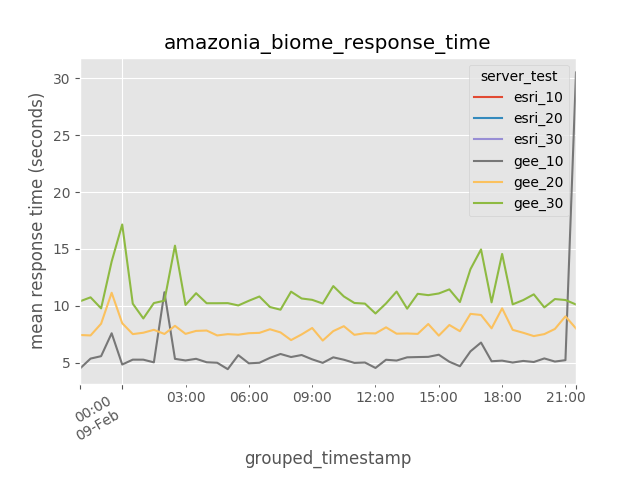 amazonia_biome_response_time
mean response time (seconds)
30
25
20
15
10
5
server_test
esri_10
esri_20
esri_30
gee_10
gee_20
gee_30
00:00
09-Feb
03:00
06:00
09:00
12:00
15:00
18:00
21:00
grouped_timestamp